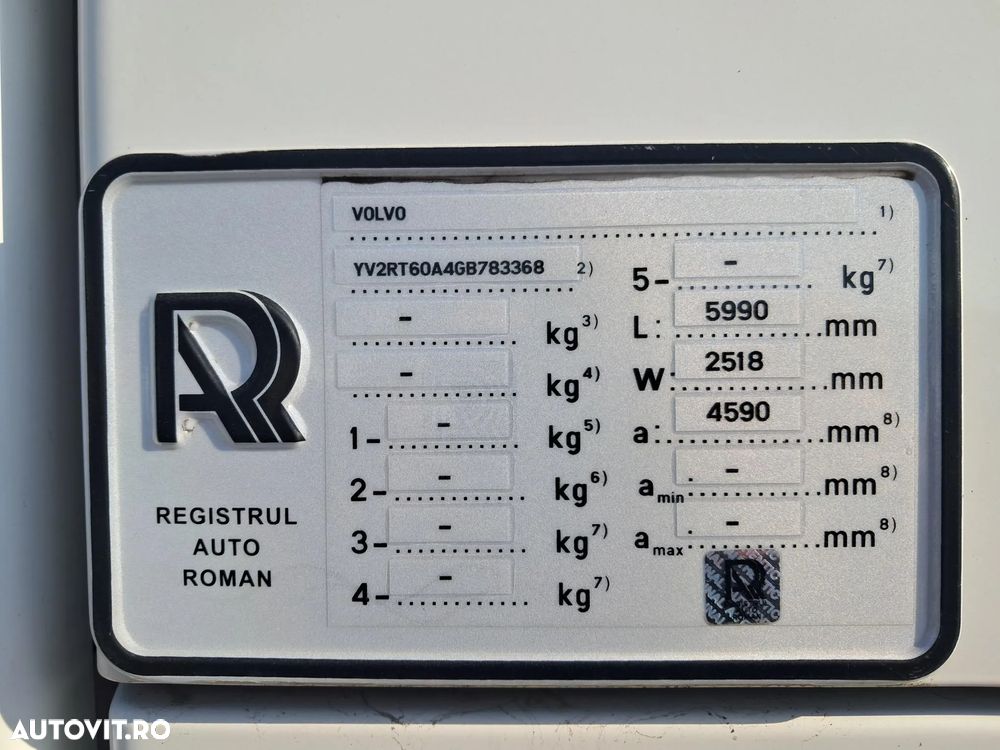 VOLVO 1)
YV2RT60A4GB783368 2)
- kg3)
- kg4)
1- - kg5)
2- - kg6)
3- - kg7)
4- - kg7)
5- - kg7)
L: 5990 mm
W: 2518 mm
a: 4590 mm8)
amin - mm8)
amax - mm8)
AR
REGISTRUL
AUTO
ROMAN
AUTOVIT.RO